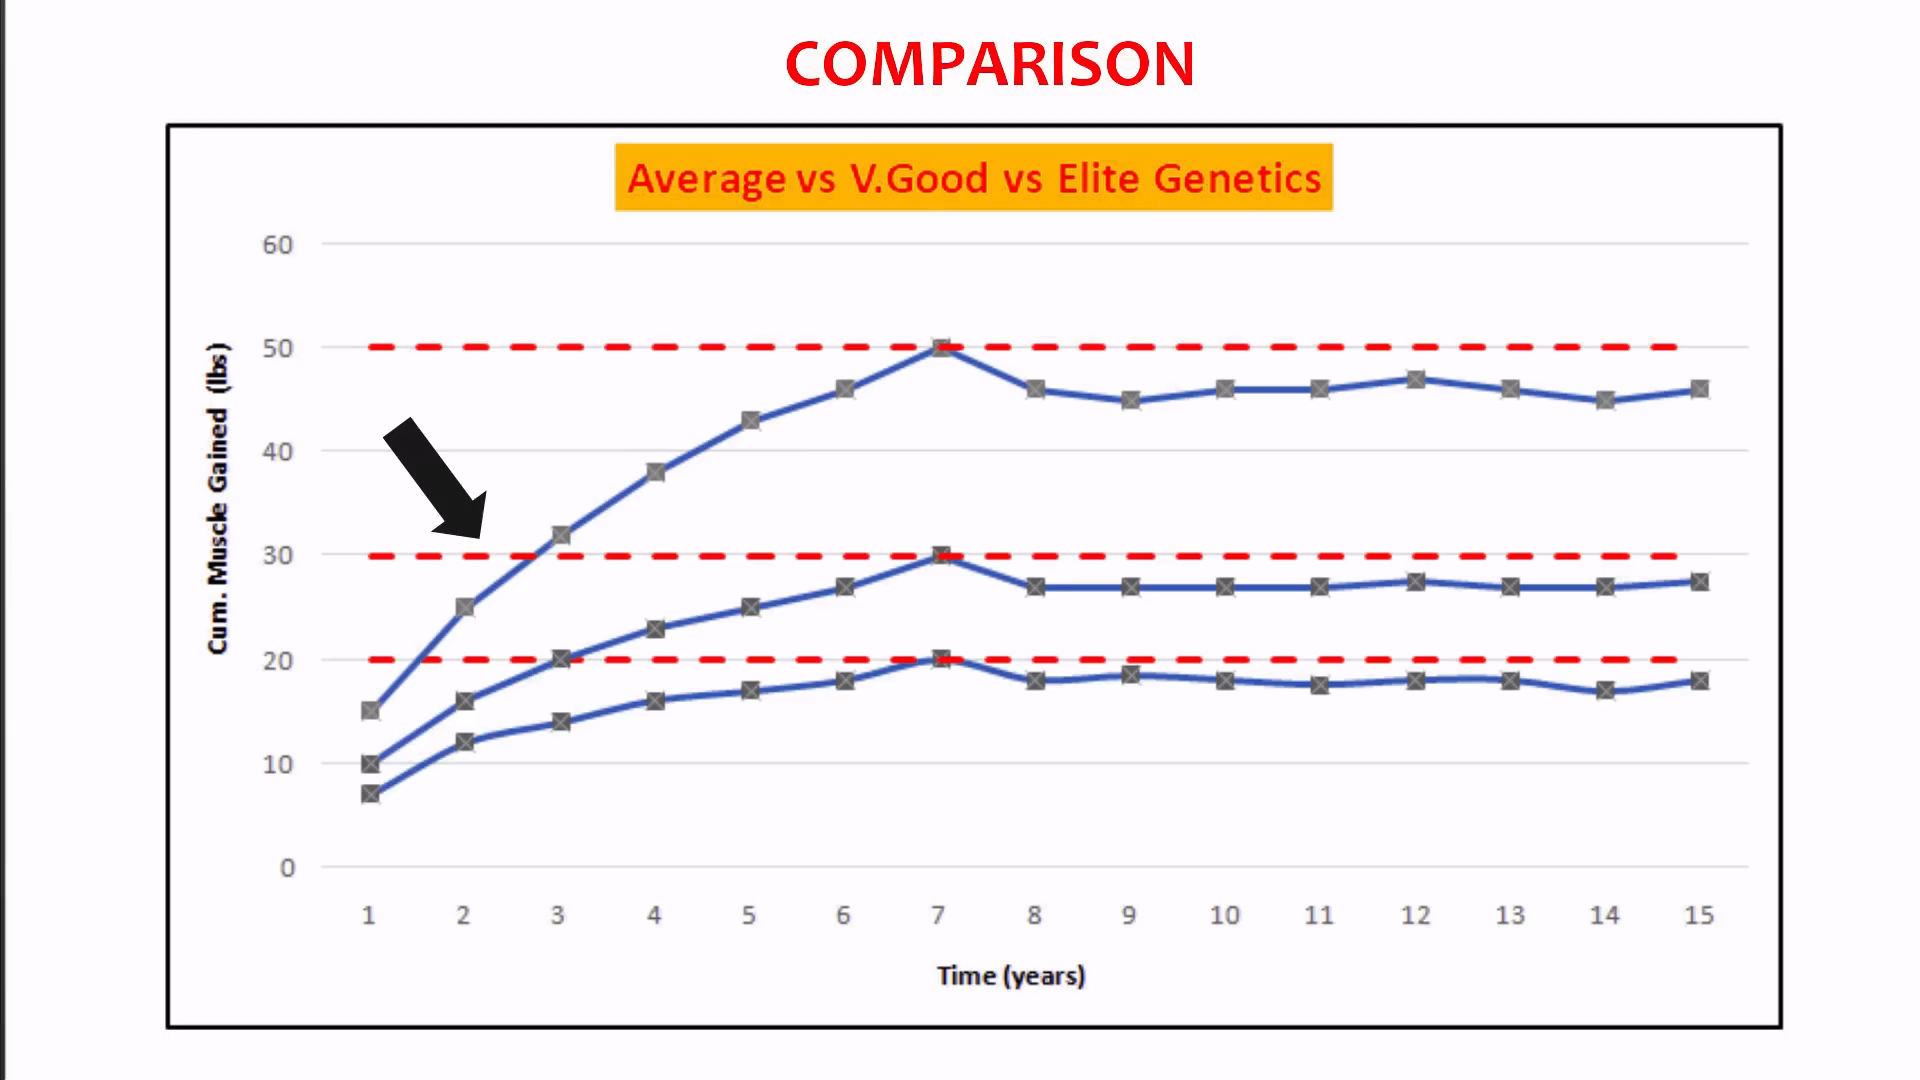 COMPARISON
Average vs V.Good vs Elite Genetics
60
50
40
30
20
10
0
Cum. Muscle Gained (lbs)
1 2 3 4 5 6 7 8 9 10 11 12 13 14 15
Time (years)